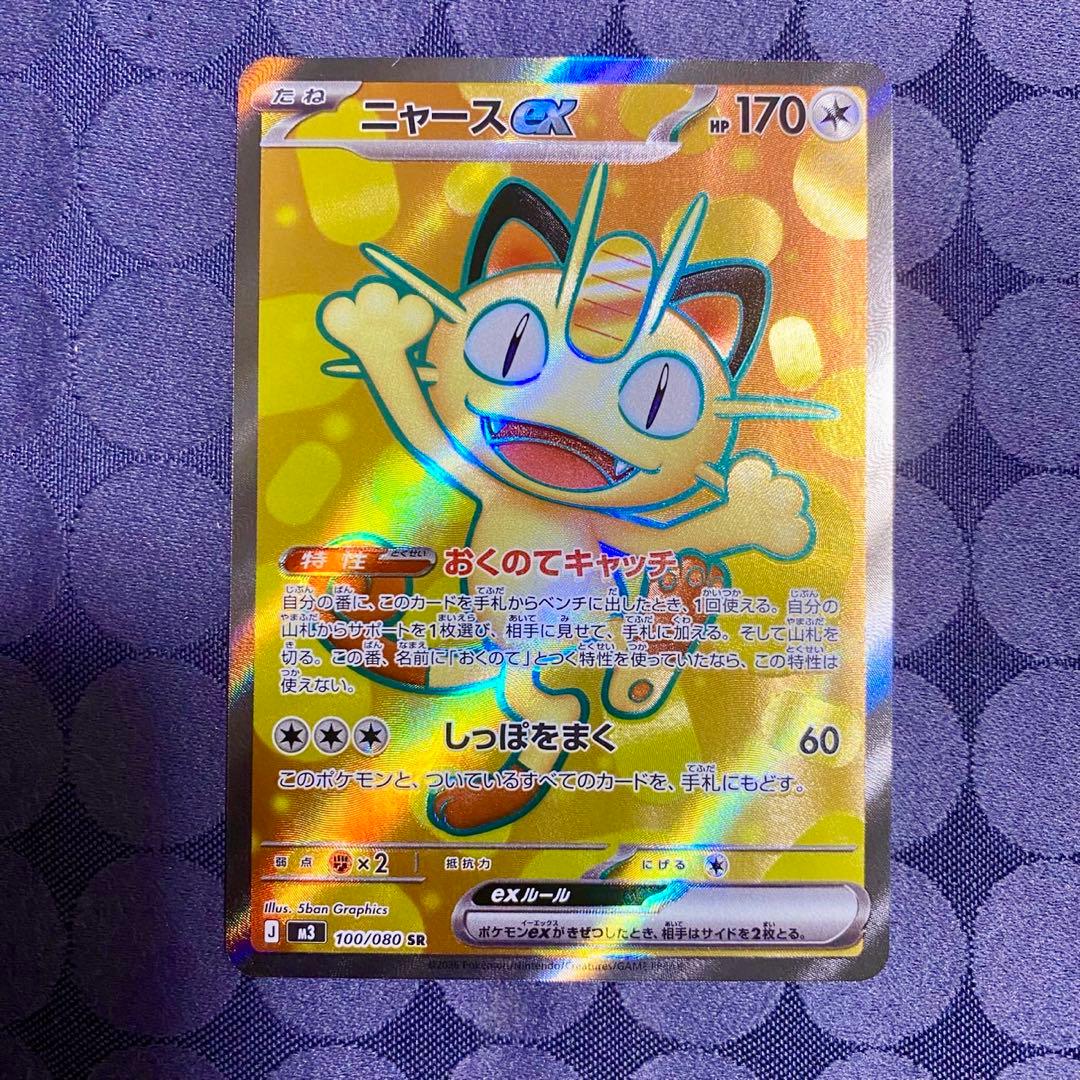 たね ニャースex HP 170
特性 とくせい おくのてキャッチ
自分の番に、このカードを手札からベンチに出したとき、1回使える。自分の
山札からサポートを1枚選び、相手に見せて、手札に加える。そして山札を
切る。この番、名前に「おくのて」とつく特性を使っていたなら、この特性は
使えない。
しっぽをまく 60
このポケモンと、ついているすべてのカードを、手札にもどす。
弱点 ×2 抵抗力 にげる
exルール
ポケモンexがきぜつしたとき、相手はサイドを2枚とる。
Illus. 5ban Graphics
J M3 100/080 SR
©2026 Pokémon/Nintendo/Creatures/GAME FREAK